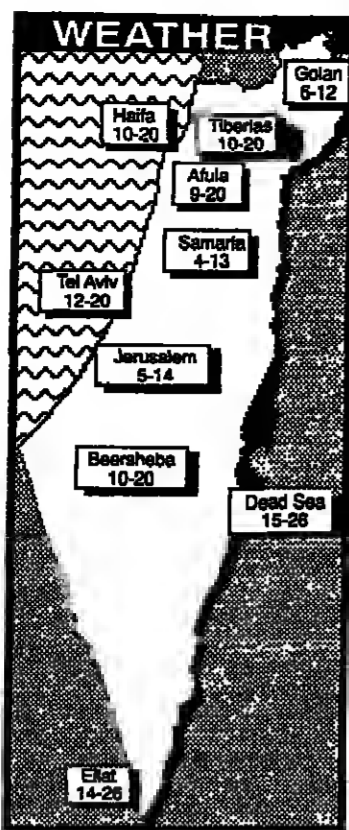 WEATHER
Golan
6-12
Haifa
10-20
Tiberias
10-20
Afula
9-20
Samaria
4-13
Tel Aviv
12-20
Jerusalem
5-14
Beersheba
10-20
Dead Sea
15-26
Eilat
14-26